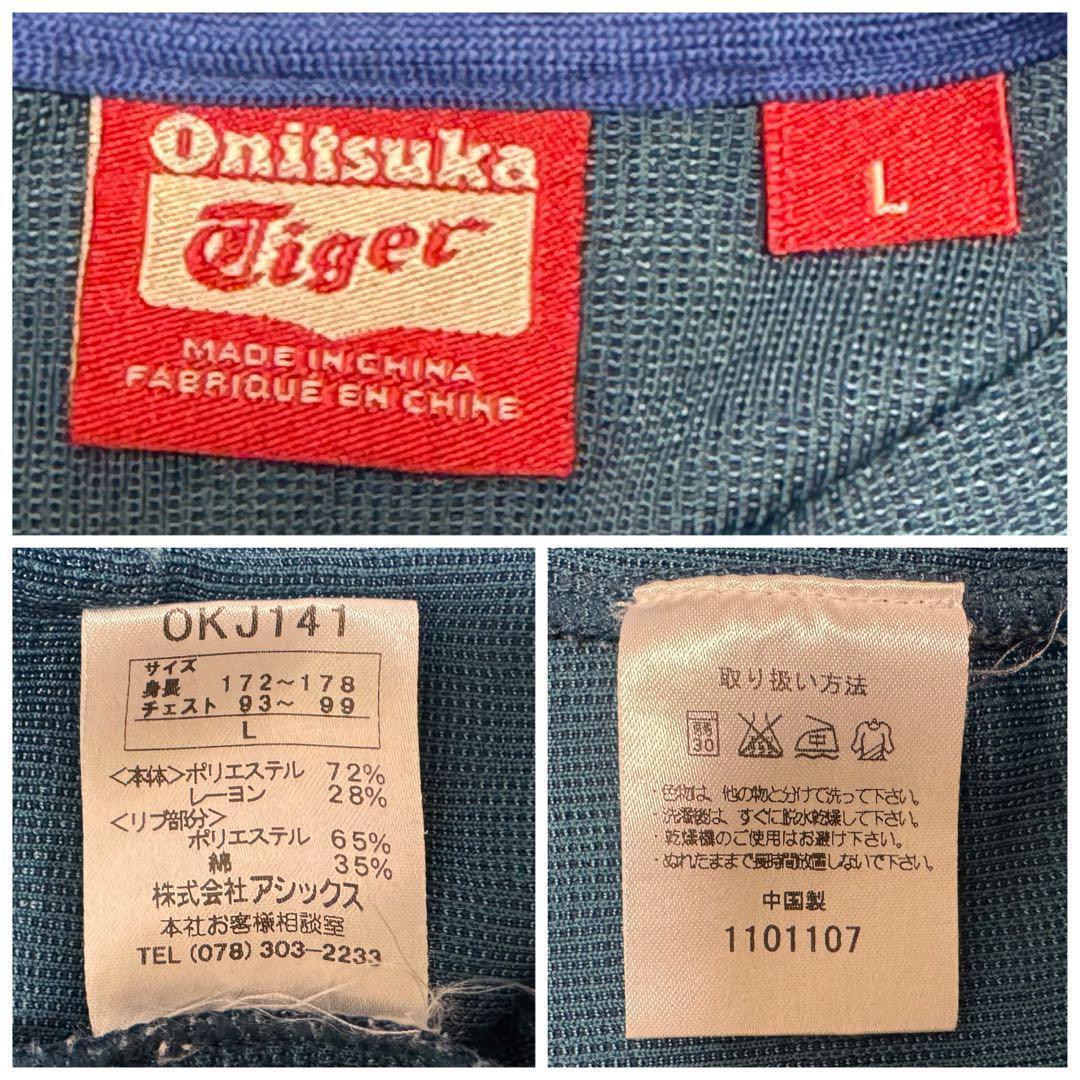 Onitsuka
Tiger
MADE IN CHINA
FABRIQUÉ EN CHINE
L
OKJ141
サイズ
身長 172～178
チェスト 93～ 99
L
<本体>ポリエステル 72%
レーヨン 28%
<リブ部分>
ポリエステル 65%
綿 35%
株式会社アシックス
本社お客様相談室
TEL (078) 303-2233
取り扱い方法
弱
30
・色物は、他の物と分けて洗って下さい。
・洗濯後は、すぐに脱水乾燥して下さい。
・乾燥機のご使用はお避け下さい。
・ぬれたままで長時間放置しないで下さい。
中国製
1101107